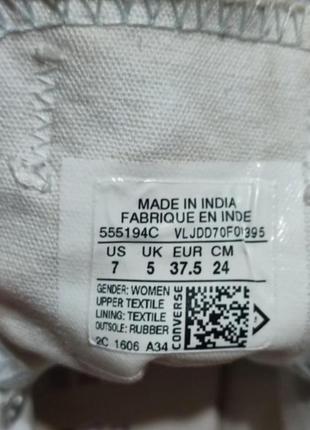 MADE IN INDIA
FABRIQUE EN INDE
555194C VLJDD70F01395
US UK EUR CM
7 5 37.5 24
GENDER: WOMEN
UPPER TEXTILE
LINING: TEXTILE
OUTSOLE: RUBBER
2C 1606 A34
CONVERSE